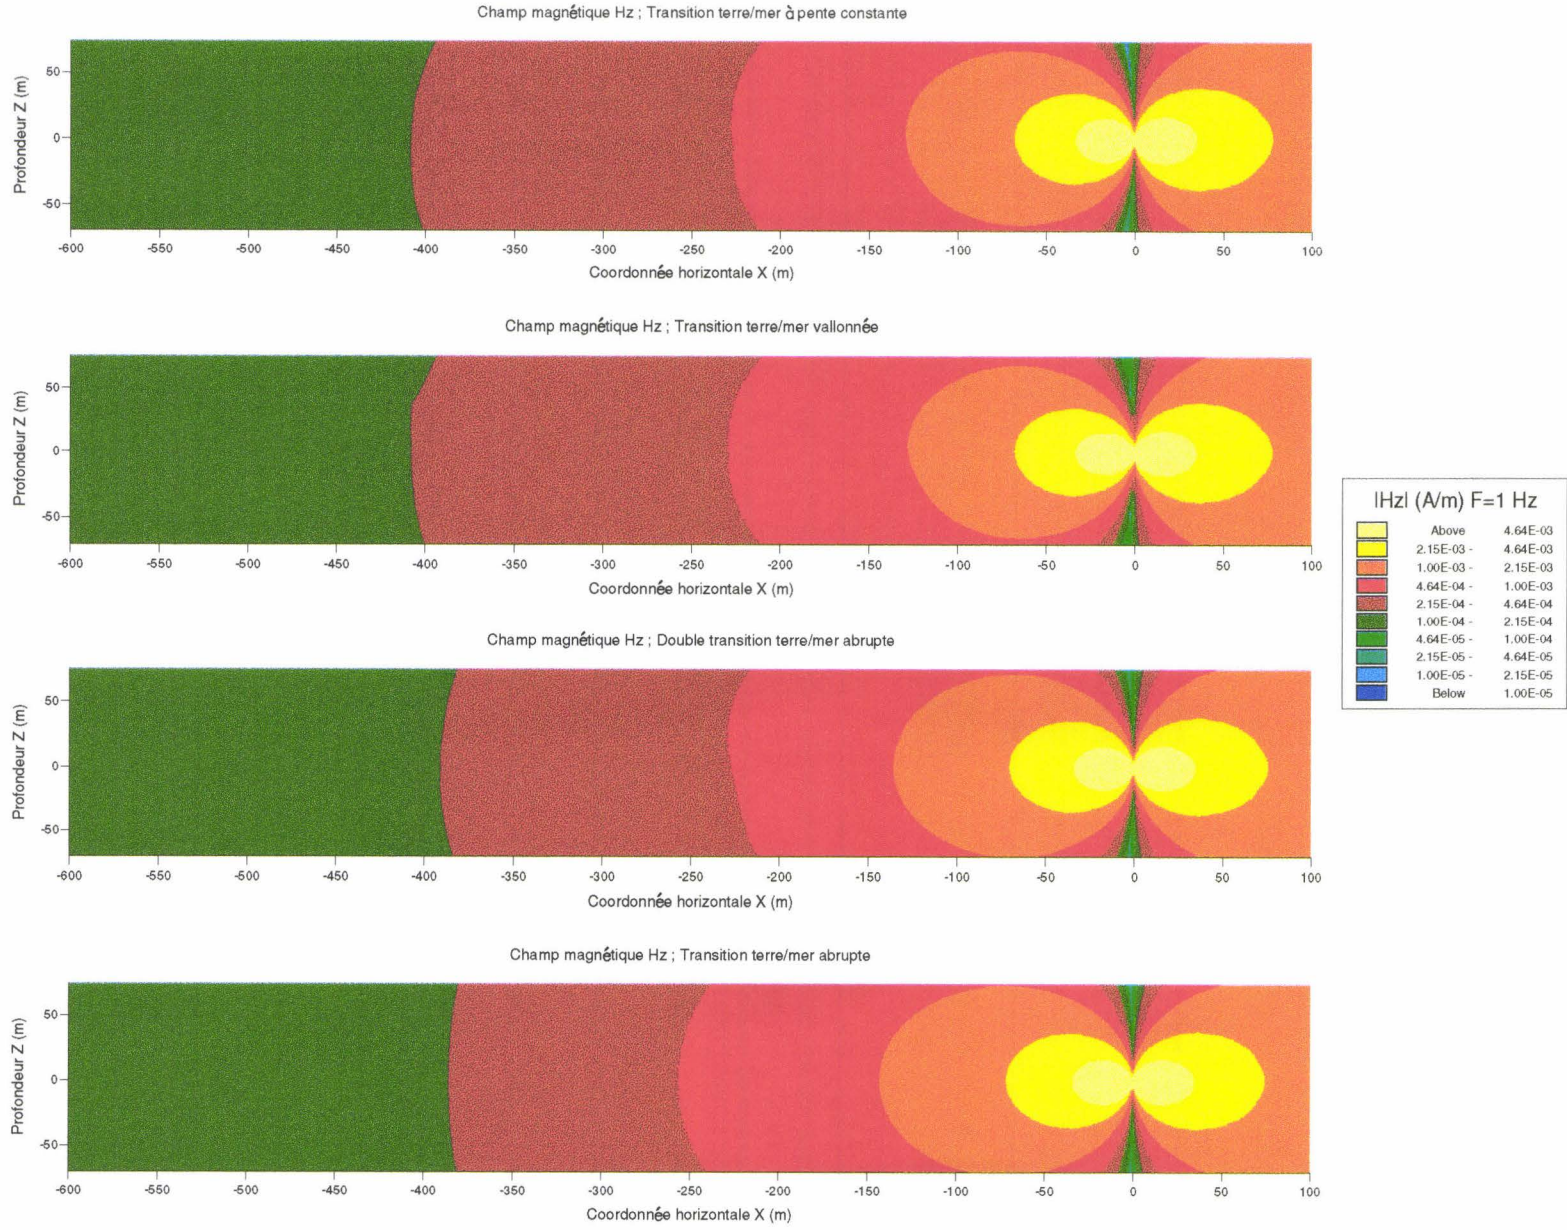 Champ magnétique Hz ; Transition terre/mer à pente constante
Profondeur Z (m)
50
0
-50
-600 -550 -500 -450 -400 -350 -300 -250 -200 -150 -100 -50 0 50 100
Coordonnée horizontale X (m)
Champ magnétique Hz ; Transition terre/mer vallonnée
Profondeur Z (m)
50
0
-50
-600 -550 -500 -450 -400 -350 -300 -250 -200 -150 -100 -50 0 50 100
Coordonnée horizontale X (m)
|Hz| (A/m) F=1 Hz
Above 4.64E-03
2.15E-03 - 4.64E-03
1.00E-03 - 2.15E-03
4.64E-04 - 1.00E-03
2.15E-04 - 4.64E-04
1.00E-04 - 2.15E-04
4.64E-05 - 1.00E-04
2.15E-05 - 4.64E-05
1.00E-05 - 2.15E-05
Below 1.00E-05
Champ magnétique Hz ; Double transition terre/mer abrupte
Profondeur Z (m)
50
0
-50
-600 -550 -500 -450 -400 -350 -300 -250 -200 -150 -100 -50 0 50 100
Coordonnée horizontale X (m)
Champ magnétique Hz ; Transition terre/mer abrupte
Profondeur Z (m)
50
0
-50
-600 -550 -500 -450 -400 -350 -300 -250 -200 -150 -100 -50 0 50 100
Coordonnée horizontale X (m)